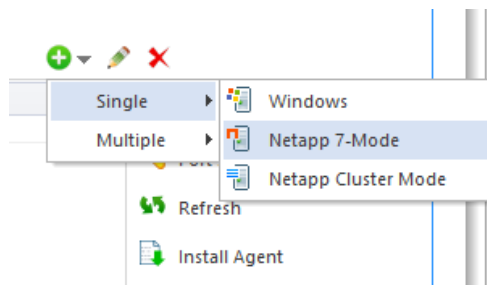 Single
Windows
Multiple
Netapp 7-Mode
Netapp Cluster Mode
Refresh
Install Agent